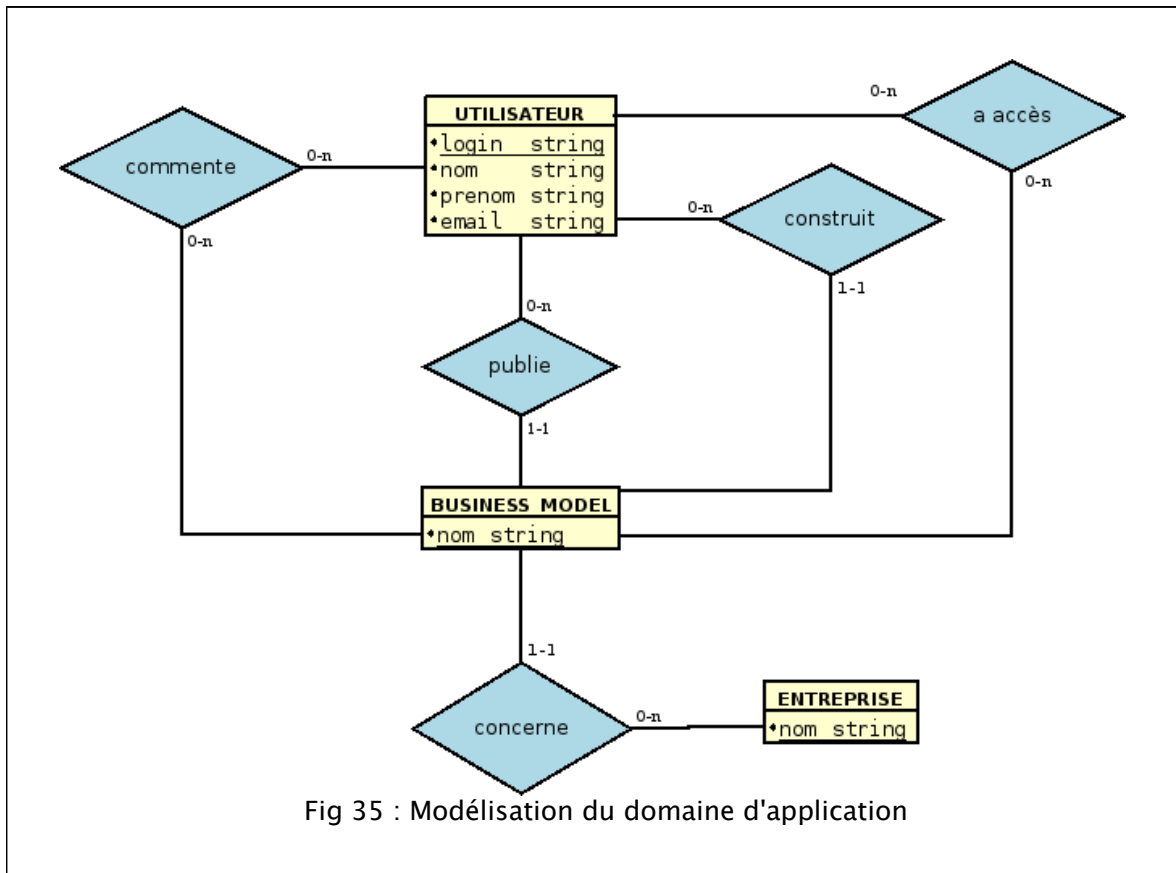 0-n
a accès
UTILISATEUR
login string
commente
0-n
nom string
0-n
prenom string
0-n
construit
email string
0-n
1-1
0-n
publie
1-1
BUSINESS MODEL
nom string
1-1
ENTREPRISE
concerne
0-n
nom string
Fig 35 : Modélisation du domaine d'application